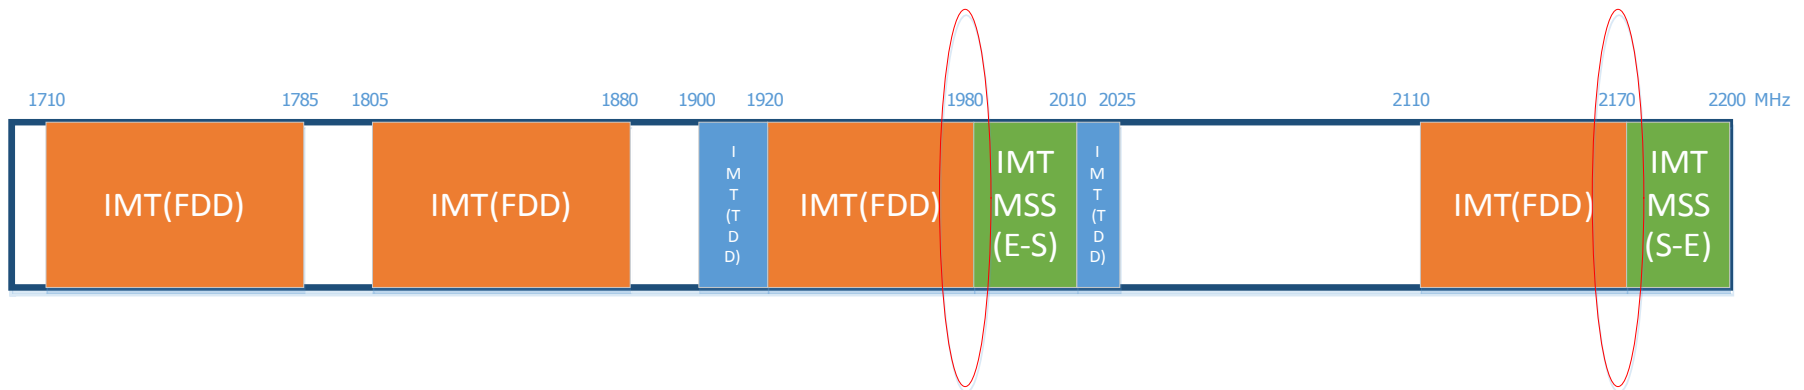 1710 1785 1805 1880 1900 1920 1980 2010 2025 2110 2170 2200 MHz
IMT(FDD)
IMT(FDD)
I
M
T
(T
D
D)
IMT(FDD)
IMT
MSS
(E-S)
I
M
T
(T
D
D)
IMT(FDD)
IMT
MSS
(S-E)